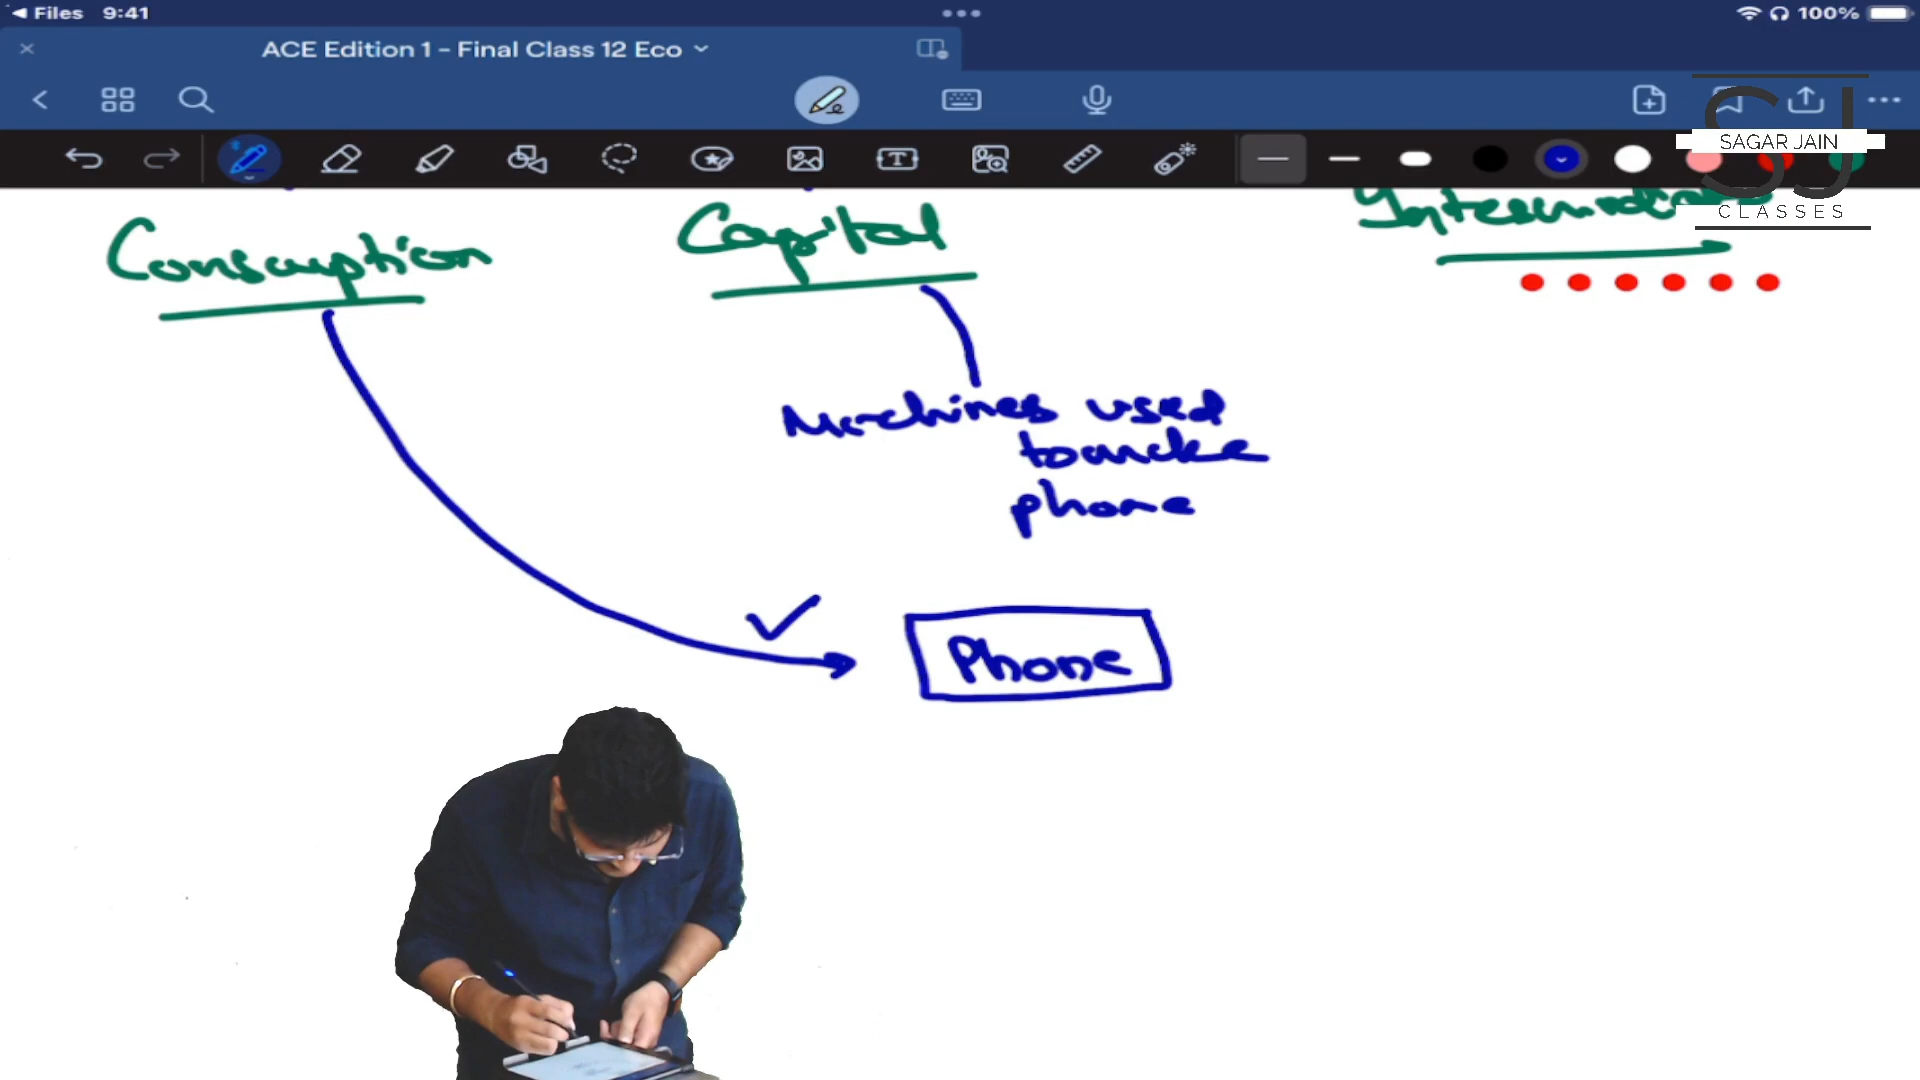 Files 9:41
100%
ACE Edition 1 - Final Class 12 Eco
SAGAR JAIN
SJ
CLASSES
Consumption
Capital
Machines used
to make
phone
Phone